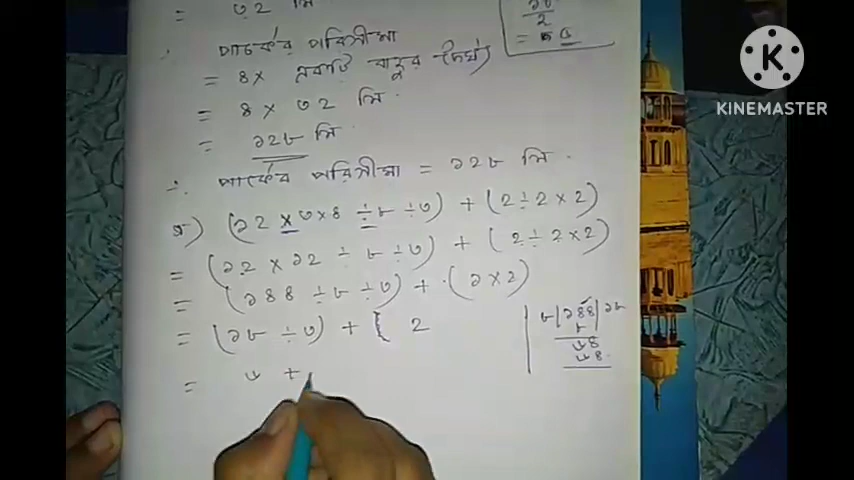 = ৩২ মি
∴ পার্কের পরিসীমা
= ৪ × একটি বাহুর দৈর্ঘ্য
= ৪ × ৩২ মি.
= ১২৮ মি
∴ পার্কের পরিসীমা = ১২৮ মি.
(১২ × ৩ × ৪ ÷ ৮ ÷ ৩) + (২ ÷ ২ × ২)
= (১২ × ১২ ÷ ৮ ÷ ৩) + (২ ÷ ২ × ২)
= (১৪৪ ÷ ৮ ÷ ৩) + (১ × ২)
= (১৮ ÷ ৩) + ( ২
= ৬ +
৮|১৪৪|১৮
৮
৬৪
৬৪
K
KINEMASTER